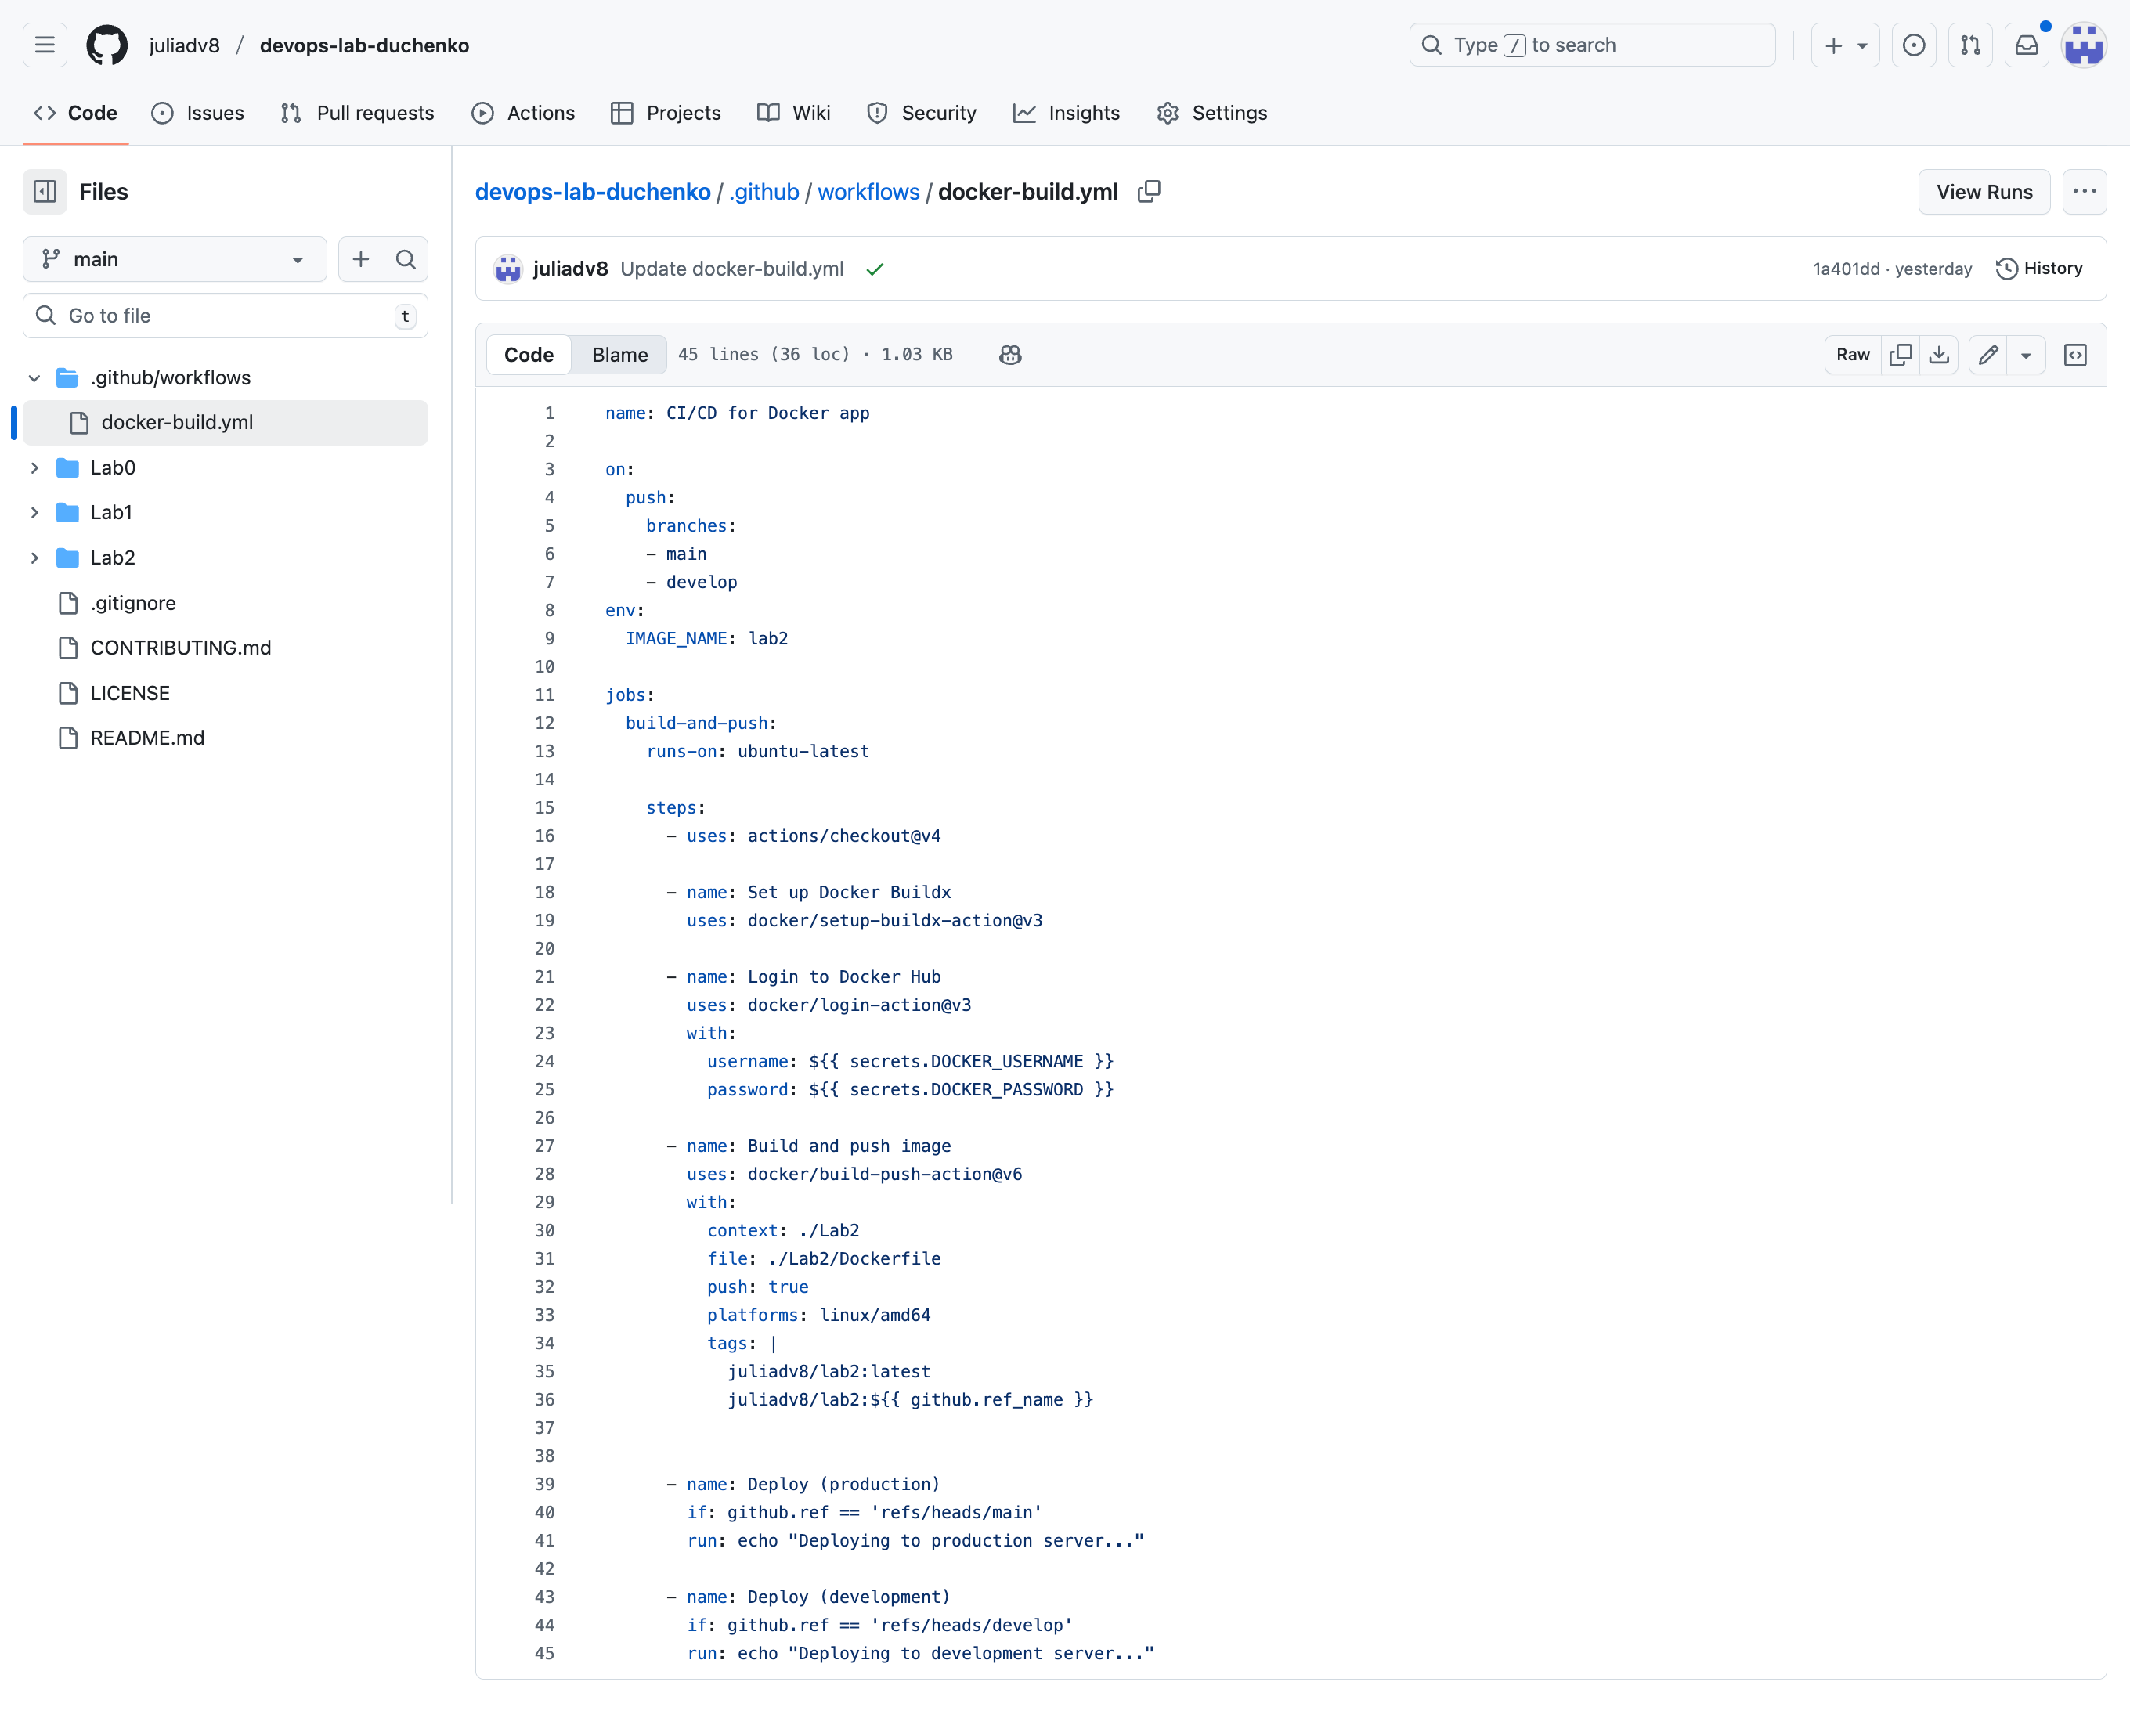 juliadv8 / devops-lab-duchenko
Type / to search
Code Issues Pull requests Actions Projects Wiki Security Insights Settings
Files
main
Go to file t
.github/workflows
docker-build.yml
Lab0
Lab1
Lab2
.gitignore
CONTRIBUTING.md
LICENSE
README.md
devops-lab-duchenko / .github / workflows / docker-build.yml
View Runs
juliadv8 Update docker-build.yml
1a401dd · yesterday History
Code Blame 45 lines (36 loc) · 1.03 KB
Raw
1 name: CI/CD for Docker app
2
3 on:
4   push:
5     branches:
6     - main
7     - develop
8 env:
9   IMAGE_NAME: lab2
10
11 jobs:
12   build-and-push:
13     runs-on: ubuntu-latest
14
15     steps:
16       - uses: actions/checkout@v4
17
18       - name: Set up Docker Buildx
19         uses: docker/setup-buildx-action@v3
20
21       - name: Login to Docker Hub
22         uses: docker/login-action@v3
23         with:
24           username: ${{ secrets.DOCKER_USERNAME }}
25           password: ${{ secrets.DOCKER_PASSWORD }}
26
27       - name: Build and push image
28         uses: docker/build-push-action@v6
29         with:
30           context: ./Lab2
31           file: ./Lab2/Dockerfile
32           push: true
33           platforms: linux/amd64
34           tags: |
35             juliadv8/lab2:latest
36             juliadv8/lab2:${{ github.ref_name }}
37
38
39       - name: Deploy (production)
40         if: github.ref == 'refs/heads/main'
41         run: echo "Deploying to production server..."
42
43       - name: Deploy (development)
44         if: github.ref == 'refs/heads/develop'
45         run: echo "Deploying to development server..."